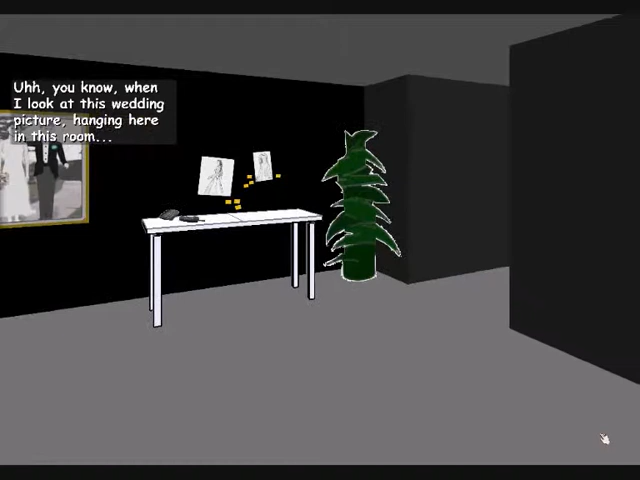 Uhh, you know, when
I look at this wedding
picture, hanging here
in this room...